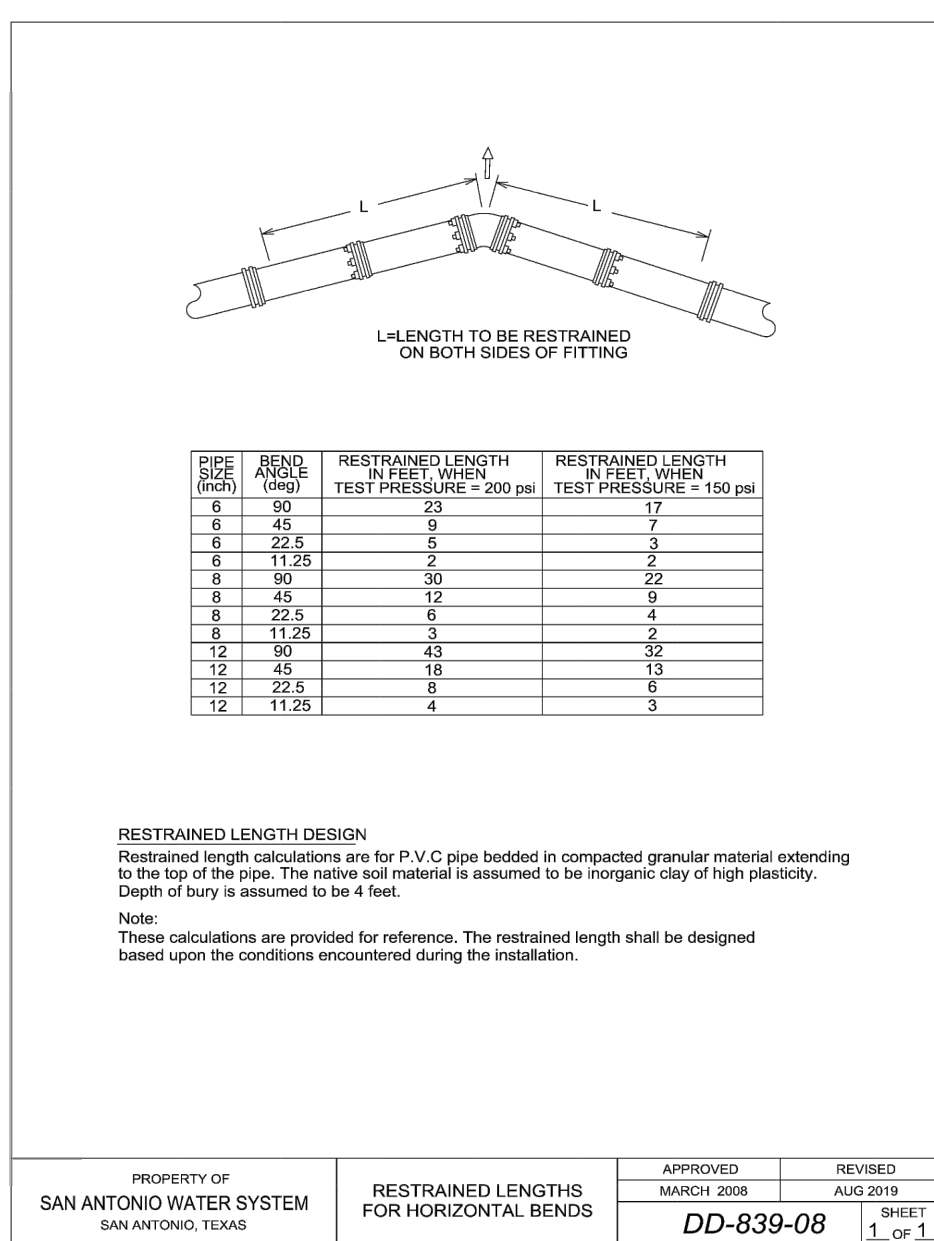 L
L
L=LENGTH TO BE RESTRAINED
ON BOTH SIDES OF FITTING
PIPE SIZE (inch) BEND ANGLE (deg) RESTRAINED LENGTH IN FEET, WHEN TEST PRESSURE = 200 psi RESTRAINED LENGTH IN FEET, WHEN TEST PRESSURE = 150 psi
6 90 23 17
6 45 9 7
6 22.5 5 3
6 11.25 2 2
8 90 30 22
8 45 12 9
8 22.5 6 4
8 11.25 3 2
12 90 43 32
12 45 18 13
12 22.5 8 6
12 11.25 4 3
RESTRAINED LENGTH DESIGN
Restrained length calculations are for P.V.C pipe bedded in compacted granular material extending
to the top of the pipe. The native soil material is assumed to be inorganic clay of high plasticity.
Depth of bury is assumed to be 4 feet.
Note:
These calculations are provided for reference. The restrained length shall be designed
based upon the conditions encountered during the installation.
PROPERTY OF
SAN ANTONIO WATER SYSTEM
SAN ANTONIO, TEXAS
RESTRAINED LENGTHS
FOR HORIZONTAL BENDS
APPROVED REVISED
MARCH 2008 AUG 2019
DD-839-08
SHEET
1 OF 1